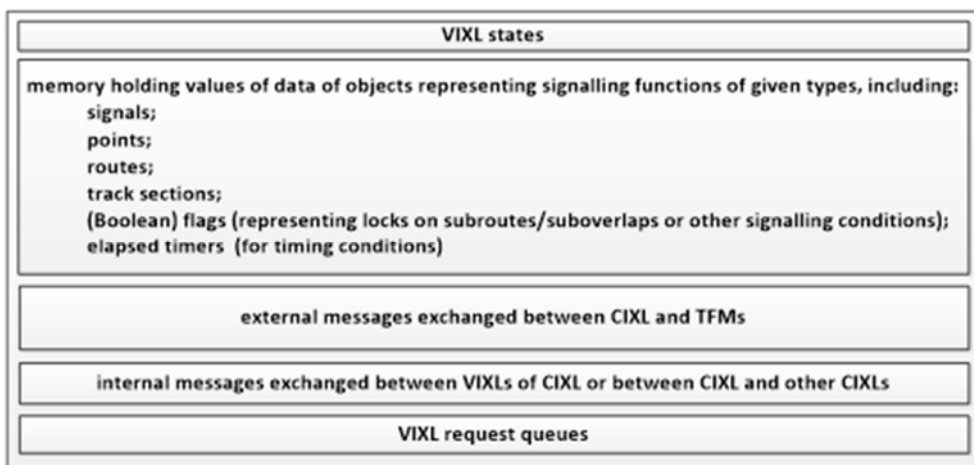 VIXL states
memory holding values of data of objects representing signalling functions of given types, including:
signals;
points;
routes;
track sections;
(Boolean) flags (representing locks on subroutes/suboverlaps or other signalling conditions);
elapsed timers (for timing conditions)
external messages exchanged between CIXL and TFMs
internal messages exchanged between VIXLs of CIXL or between CIXL and other CIXLs
VIXL request queues